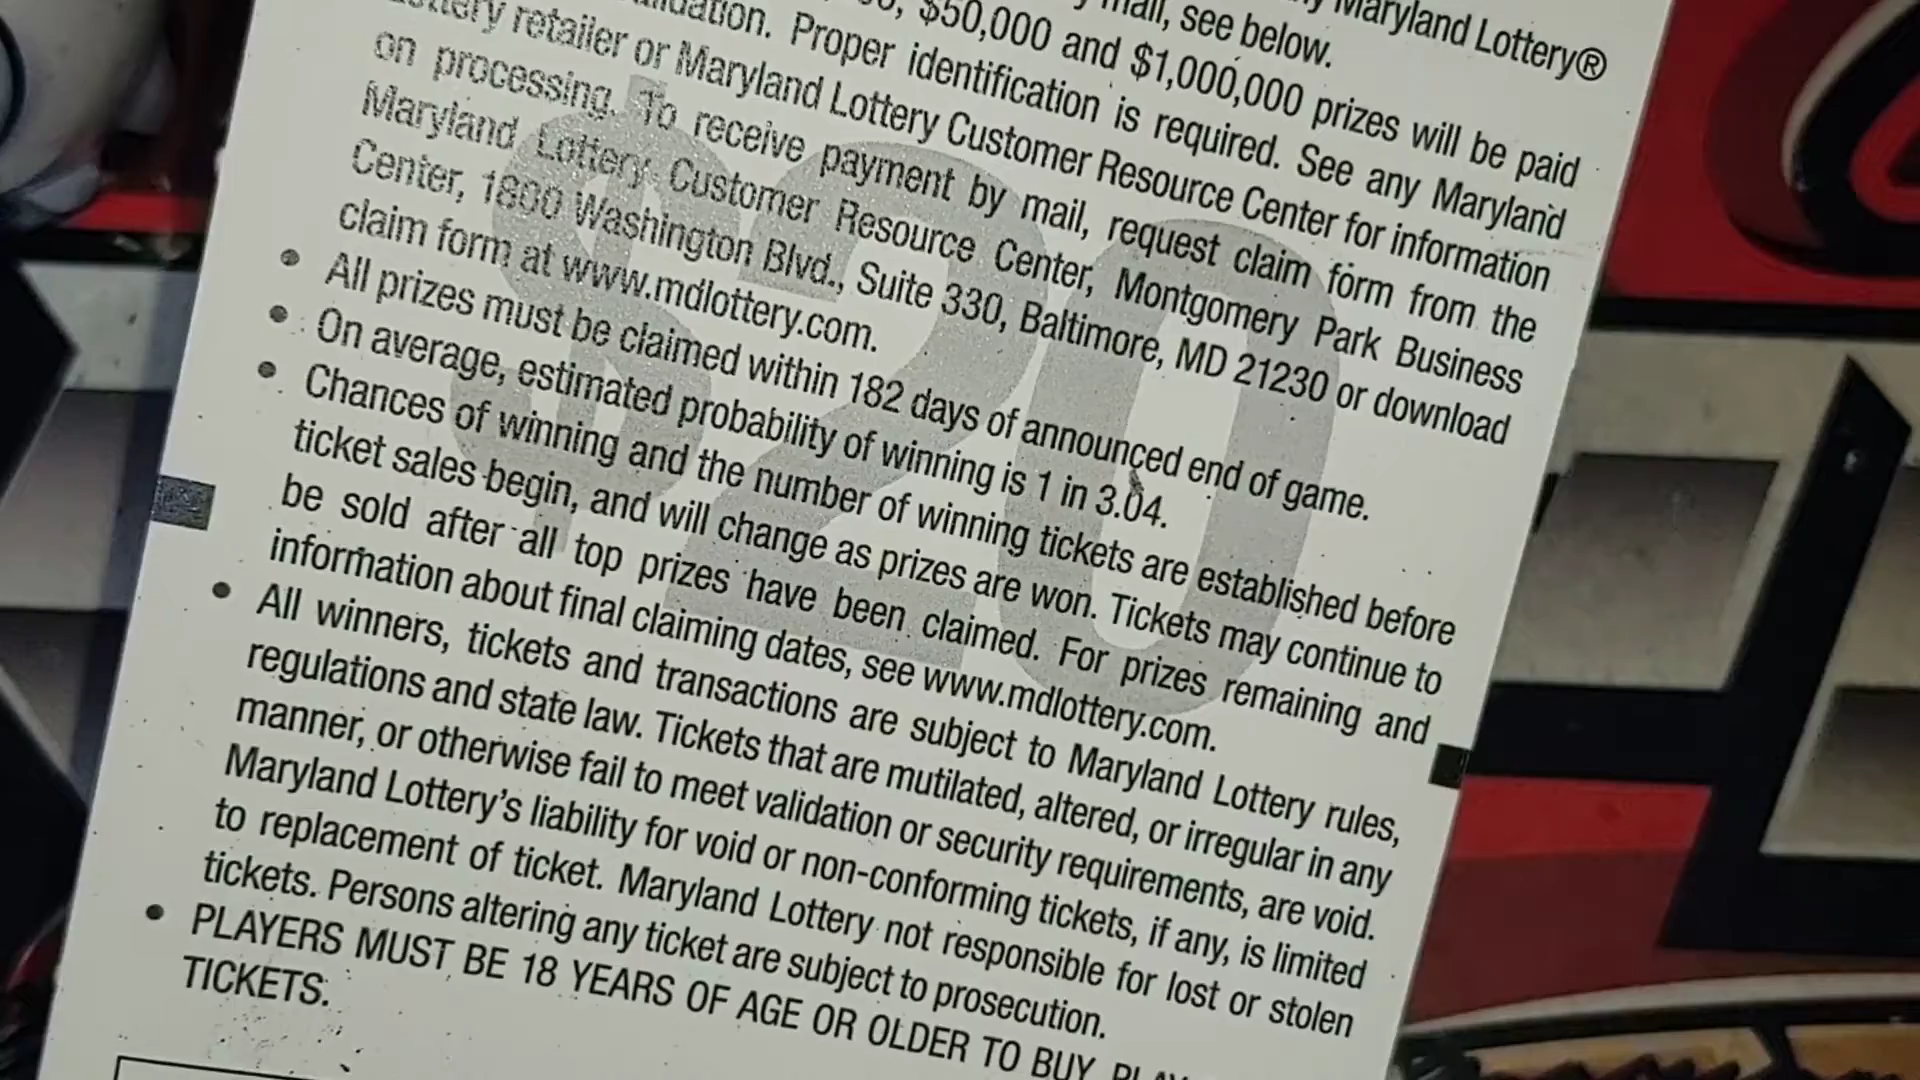 Maryland Lottery®
mail, see below.
$50,000 and $1,000,000 prizes will be paid
Proper identification is required. See any Maryland
Lottery retailer or Maryland Lottery Customer Resource Center for information
on processing. To receive payment by mail, request claim form from the
Maryland Lottery Customer Resource Center, Montgomery Park Business
Center, 1800 Washington Blvd., Suite 330, Baltimore, MD 21230 or download
claim form at www.mdlottery.com.
• All prizes must be claimed within 182 days of announced end of game.
• On average, estimated probability of winning is 1 in 3.04.
• Chances of winning and the number of winning tickets are established before
ticket sales begin, and will change as prizes are won. Tickets may continue to
be sold after all top prizes have been claimed. For prizes remaining and
information about final claiming dates, see www.mdlottery.com.
• All winners, tickets and transactions are subject to Maryland Lottery rules,
regulations and state law. Tickets that are mutilated, altered, or irregular in any
manner, or otherwise fail to meet validation or security requirements, are void.
Maryland Lottery's liability for void or non-conforming tickets, if any, is limited
to replacement of ticket. Maryland Lottery not responsible for lost or stolen
tickets. Persons altering any ticket are subject to prosecution.
• PLAYERS MUST BE 18 YEARS OF AGE OR OLDER TO BUY
TICKETS.
$20